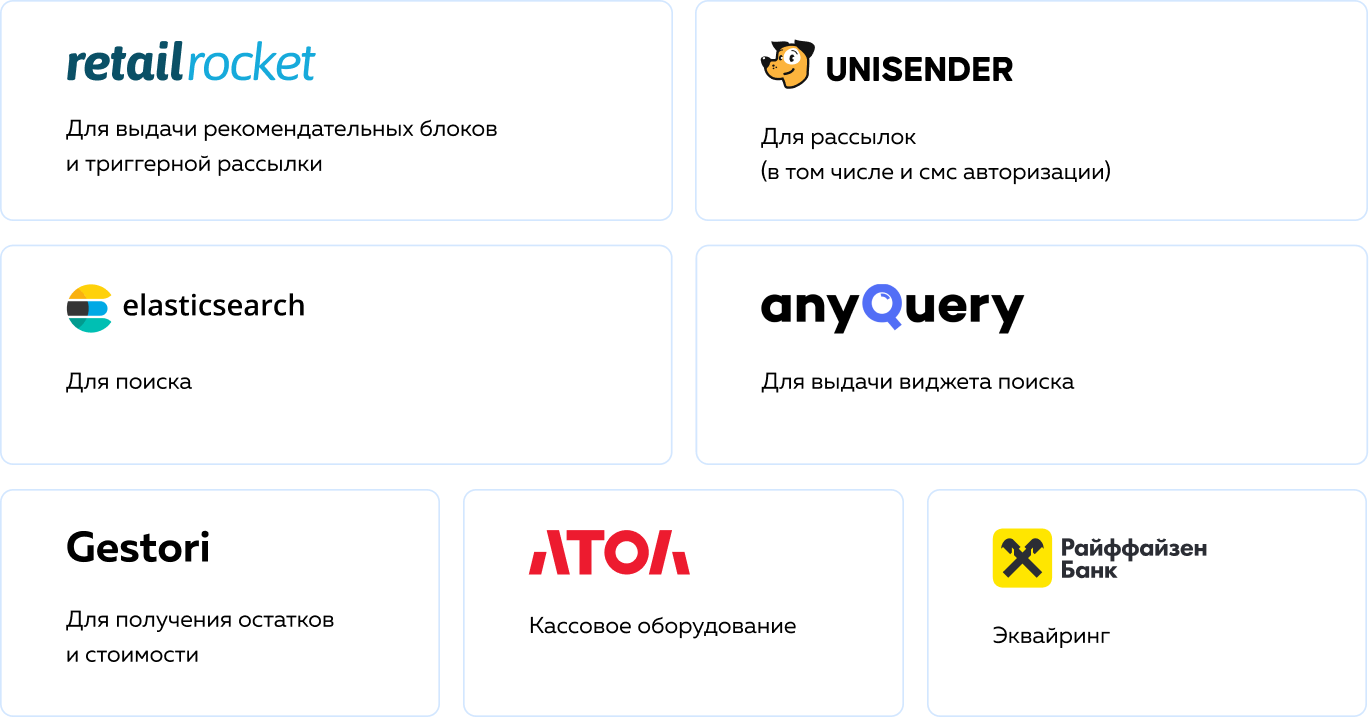 retailrocket
Для выдачи рекомендательных блоков
и триггерной рассылки
UNISENDER
Для рассылок
(в том числе и смс авторизации)
elasticsearch
Для поиска
anyQuery
Для выдачи виджета поиска
Gestori
Для получения остатков
и стоимости
АТОЛ
Кассовое оборудование
Райффайзен
Банк
Эквайринг